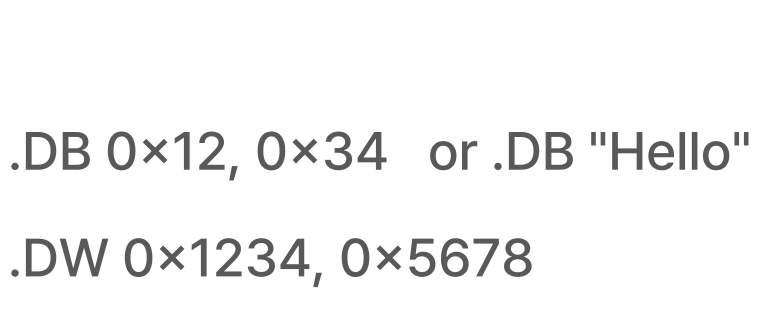 .DB 0×12, 0×34 or .DB "Hello"
.DW 0×1234, 0×5678